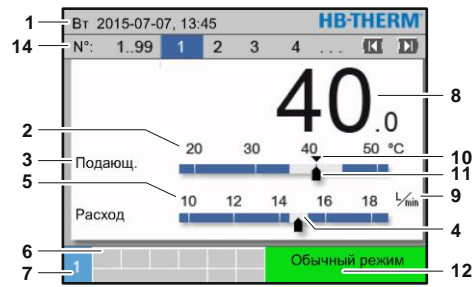 1
Вт 2015-07-07, 13:45 HB-THERM
14 N°: 1..99 1 2 3 4 ...
40.0 8
2 20 30 40 50 °C 10
3 Подающ. 11
5 10 12 14 16 18 L/min 9
Расход 4
6
7 1 Обычный режим 12